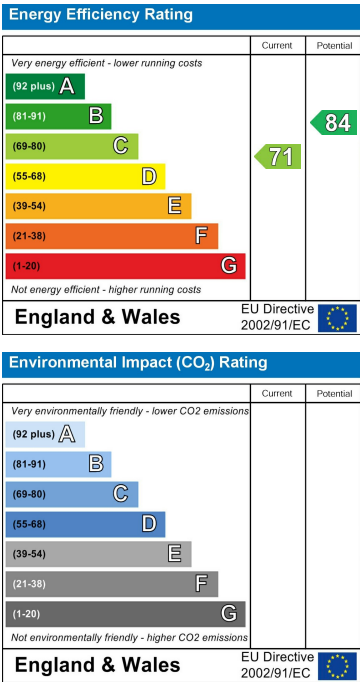 Energy Efficiency Rating
Current Potential
Very energy efficient - lower running costs
(92 plus) A
(81-91) B
84
(69-80) C
71
(55-68) D
(39-54) E
(21-38) F
(1-20) G
Not energy efficient - higher running costs
England & Wales
EU Directive
2002/91/EC
Environmental Impact (CO₂) Rating
Current Potential
Very environmentally friendly - lower CO2 emissions
(92 plus) A
(81-91) B
(69-80) C
(55-68) D
(39-54) E
(21-38) F
(1-20) G
Not environmentally friendly - higher CO2 emissions
England & Wales
EU Directive
2002/91/EC